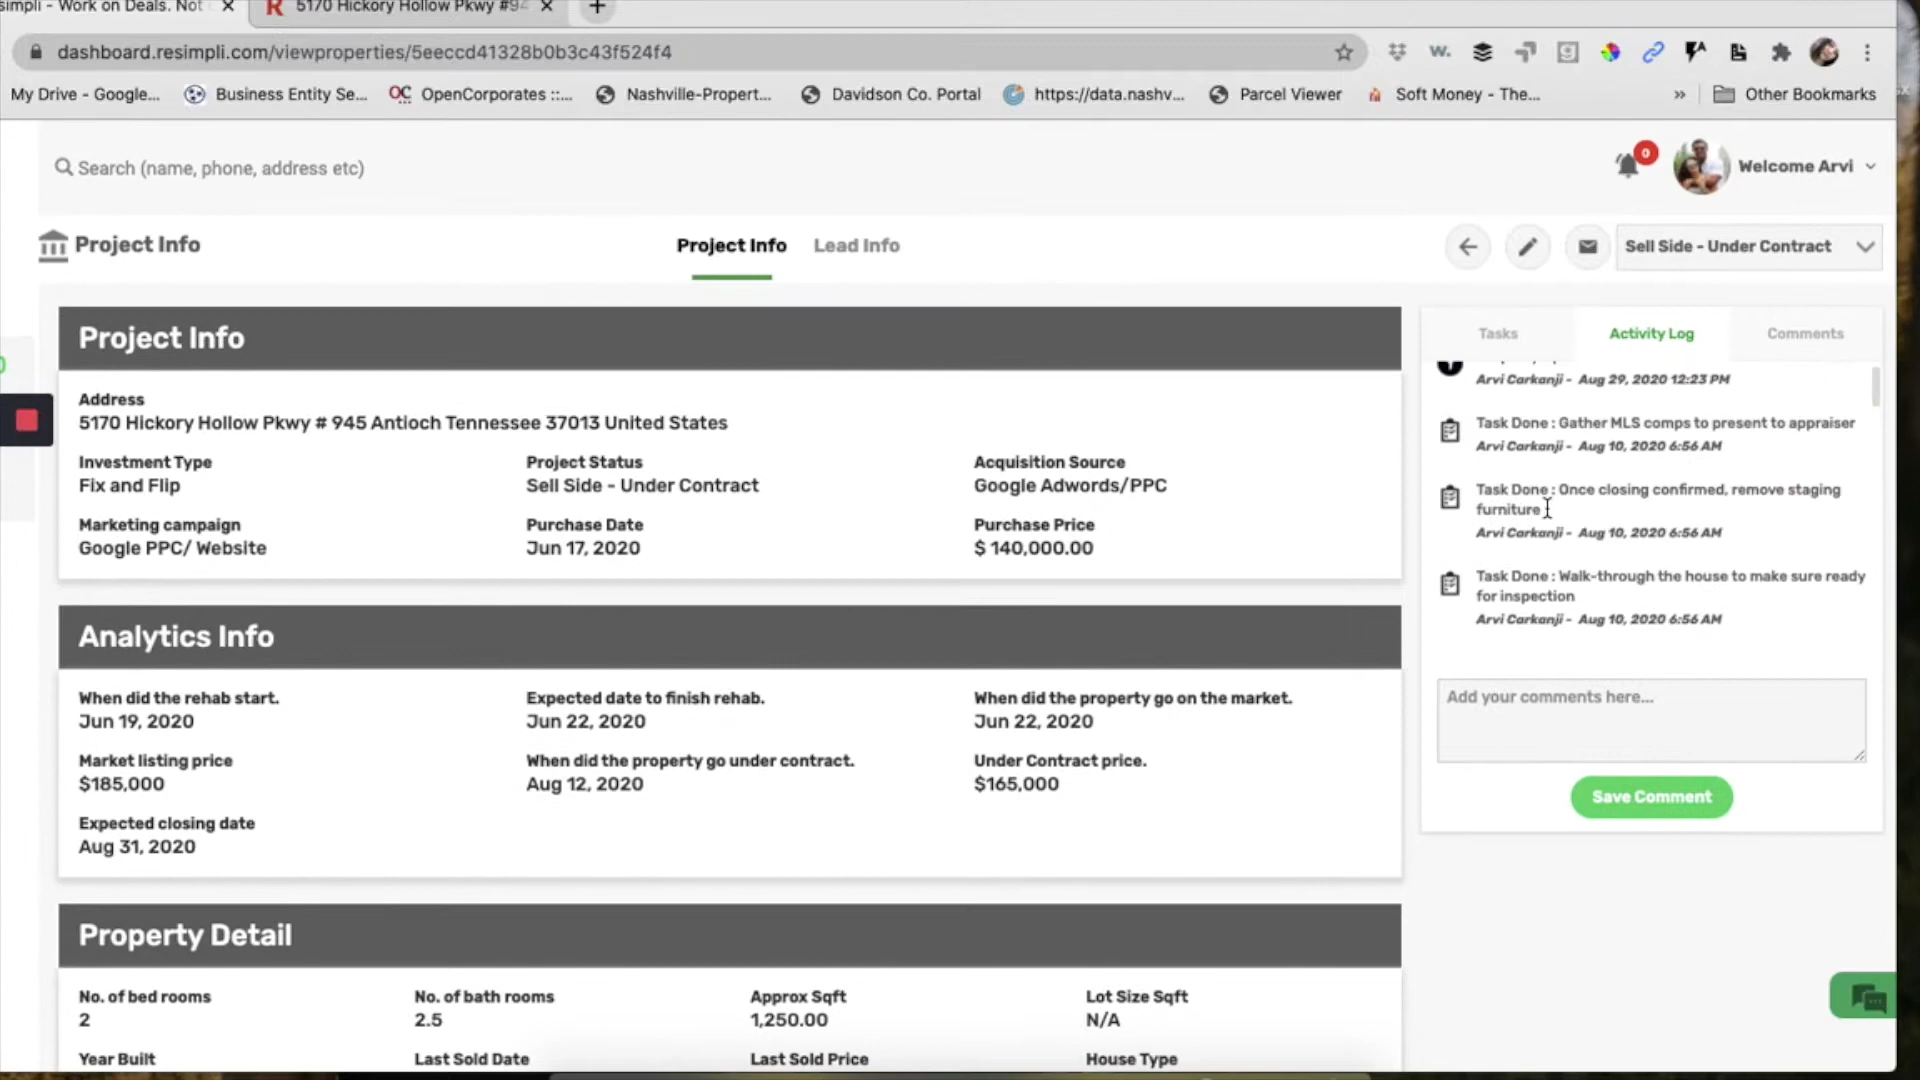 simpli - Work on Deals. Not
5170 Hickory Hollow Pkwy #94
dashboard.resimpli.com/viewproperties/5eeccd41328b0b3c43f524f4
My Drive - Google...
Business Entity Se...
OpenCorporates ::...
Nashville-Propert...
Davidson Co. Portal
https://data.nashv...
Parcel Viewer
Soft Money - The...
»
Other Bookmarks
Search (name, phone, address etc)
0
Welcome Arvi
Project Info
Project Info
Lead Info
Sell Side - Under Contract
Project Info
Address
5170 Hickory Hollow Pkwy # 945 Antioch Tennessee 37013 United States
Investment Type
Fix and Flip
Project Status
Sell Side - Under Contract
Acquisition Source
Google Adwords/PPC
Marketing campaign
Google PPC/ Website
Purchase Date
Jun 17, 2020
Purchase Price
$ 140,000.00
Analytics Info
When did the rehab start.
Jun 19, 2020
Expected date to finish rehab.
Jun 22, 2020
When did the property go on the market.
Jun 22, 2020
Market listing price
$185,000
When did the property go under contract.
Aug 12, 2020
Under Contract price.
$165,000
Expected closing date
Aug 31, 2020
Property Detail
No. of bed rooms
2
No. of bath rooms
2.5
Approx Sqft
1,250.00
Lot Size Sqft
N/A
Year Built
Last Sold Date
Last Sold Price
House Type
Tasks
Activity Log
Comments
Arvi Carkanji - Aug 29, 2020 12:23 PM
Task Done : Gather MLS comps to present to appraiser
Arvi Carkanji - Aug 10, 2020 6:56 AM
Task Done : Once closing confirmed, remove staging
furniture
Arvi Carkanji - Aug 10, 2020 6:56 AM
Task Done : Walk-through the house to make sure ready
for inspection
Arvi Carkanji - Aug 10, 2020 6:56 AM
Add your comments here...
Save Comment